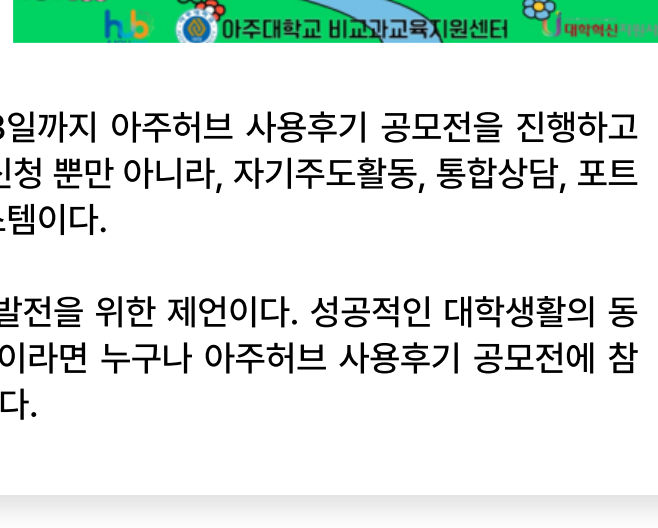 hub 아주대학교 비교과교육지원센터 대학혁신
3일까지 아주허브 사용후기 공모전을 진행하고
신청 뿐만 아니라, 자기주도활동, 통합상담, 포트
스템이다.
발전을 위한 제언이다. 성공적인 대학생활의 동
이라면 누구나 아주허브 사용후기 공모전에 참
다.